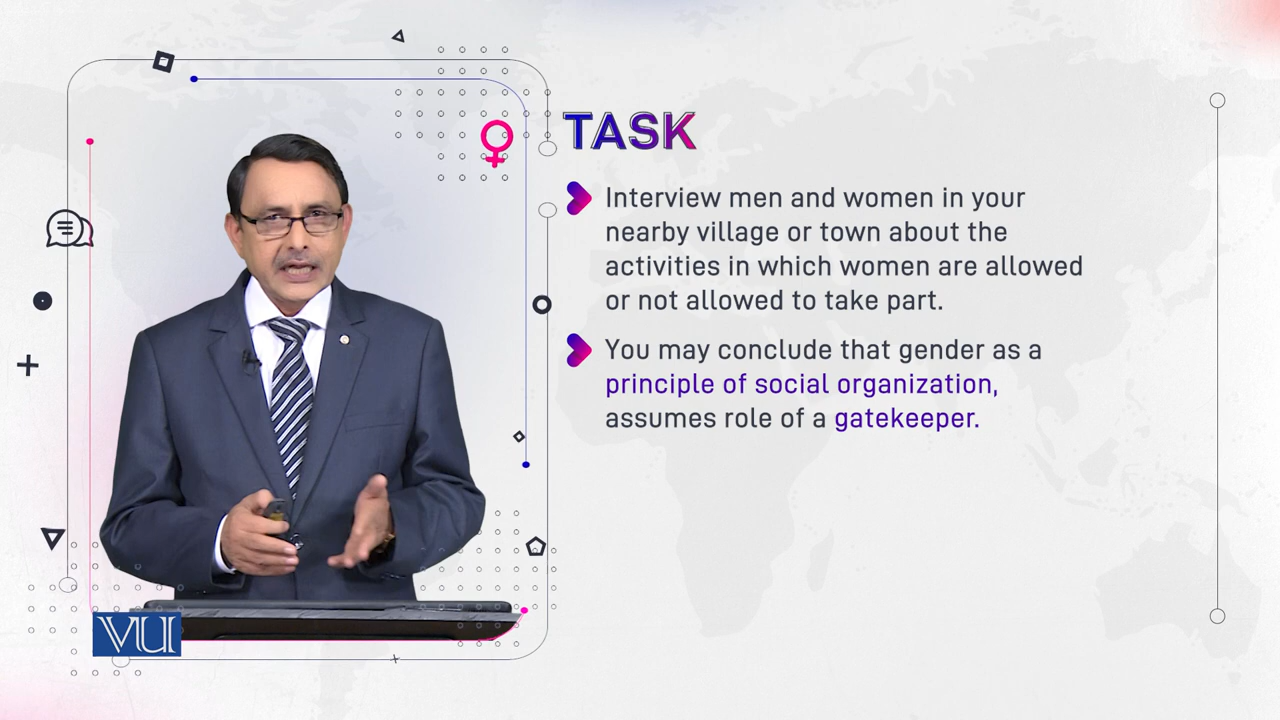 TASK
Interview men and women in your
nearby village or town about the
activities in which women are allowed
or not allowed to take part.
You may conclude that gender as a
principle of social organization,
assumes role of a gatekeeper.
VU